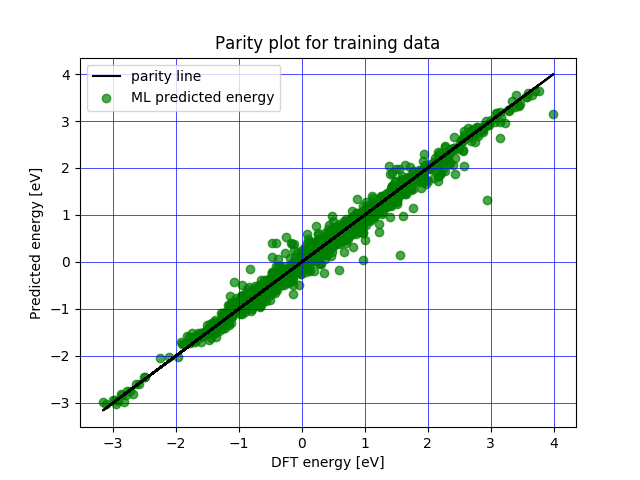 Parity plot for training data
parity line
ML predicted energy
4
3
2
1
0
−1
−2
−3
Predicted energy [eV]
−3 −2 −1 0 1 2 3 4
DFT energy [eV]